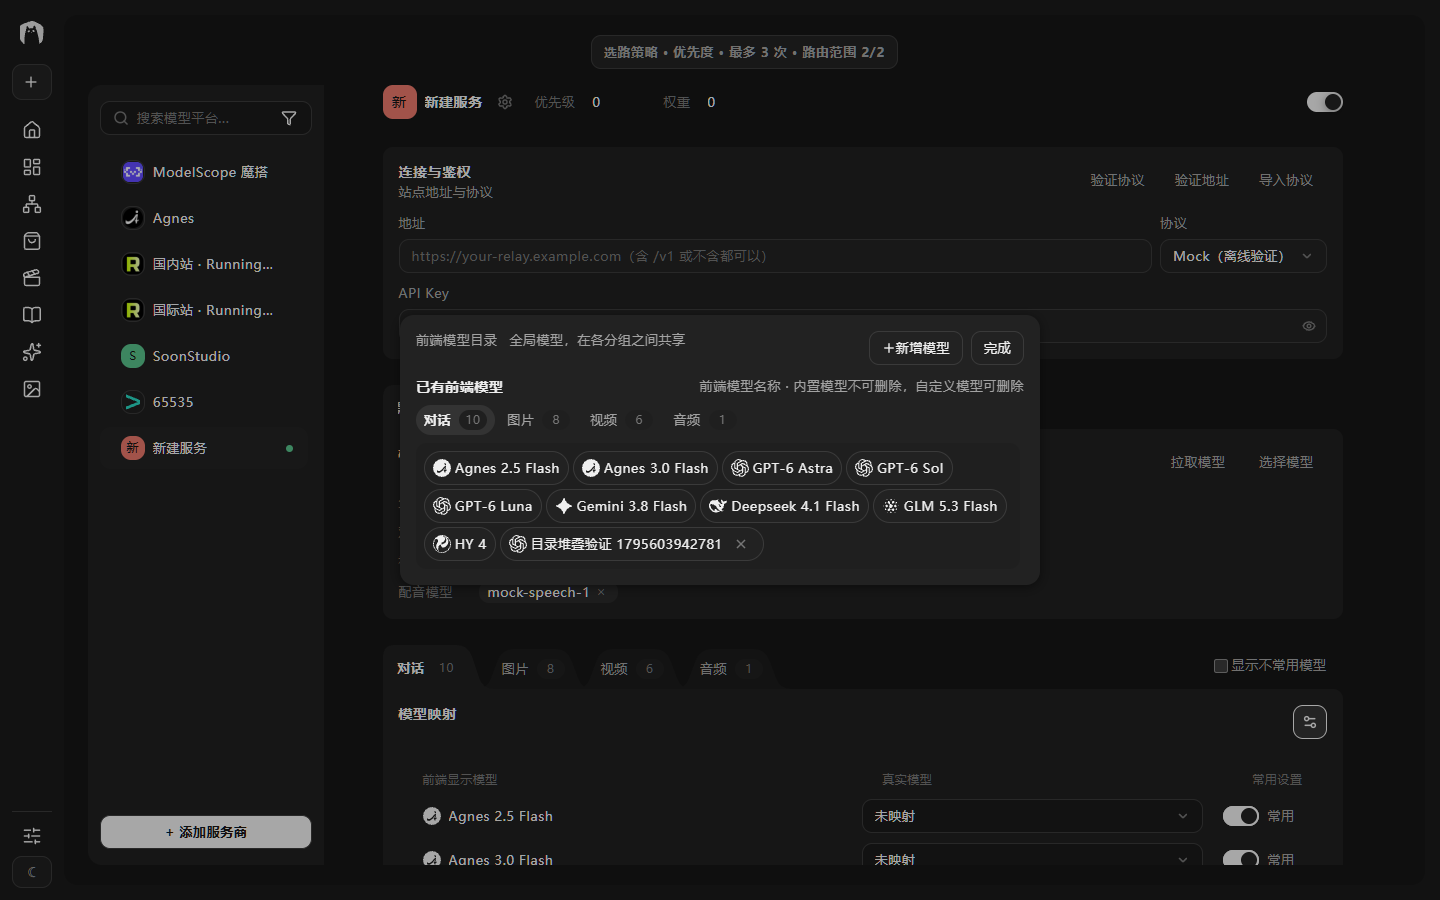 选路策略 • 优先度 • 最多 3 次 • 路由范围 2/2
搜索模型平台...
ModelScope 魔搭
Agnes
国内站 · Running...
国际站 · Running...
S SoonStudio
65535
新 新建服务
+ 添加服务商
新 新建服务 优先级 0 权重 0
连接与鉴权
站点地址与协议
验证协议 验证地址 导入协议
地址 协议
https://your-relay.example.com（含 /v1 或不含都可以） Mock（离线验证）
API Key
前端模型目录 全局模型，在各分组之间共享
+新增模型 完成
已有前端模型 前端模型名称 · 内置模型不可删除，自定义模型可删除
对话 10 图片 8 视频 6 音频 1
Agnes 2.5 Flash Agnes 3.0 Flash GPT-6 Astra GPT-6 Sol
GPT-6 Luna Gemini 3.8 Flash Deepseek 4.1 Flash GLM 5.3 Flash
HY 4 目录堆叠验证 1795603942781 ×
拉取模型 选择模型
配音模型 mock-speech-1 ×
对话 10 图片 8 视频 6 音频 1 显示不常用模型
模型映射
前端显示模型 真实模型 常用设置
Agnes 2.5 Flash 未映射 常用
Agnes 3.0 Flash 未映射 常用